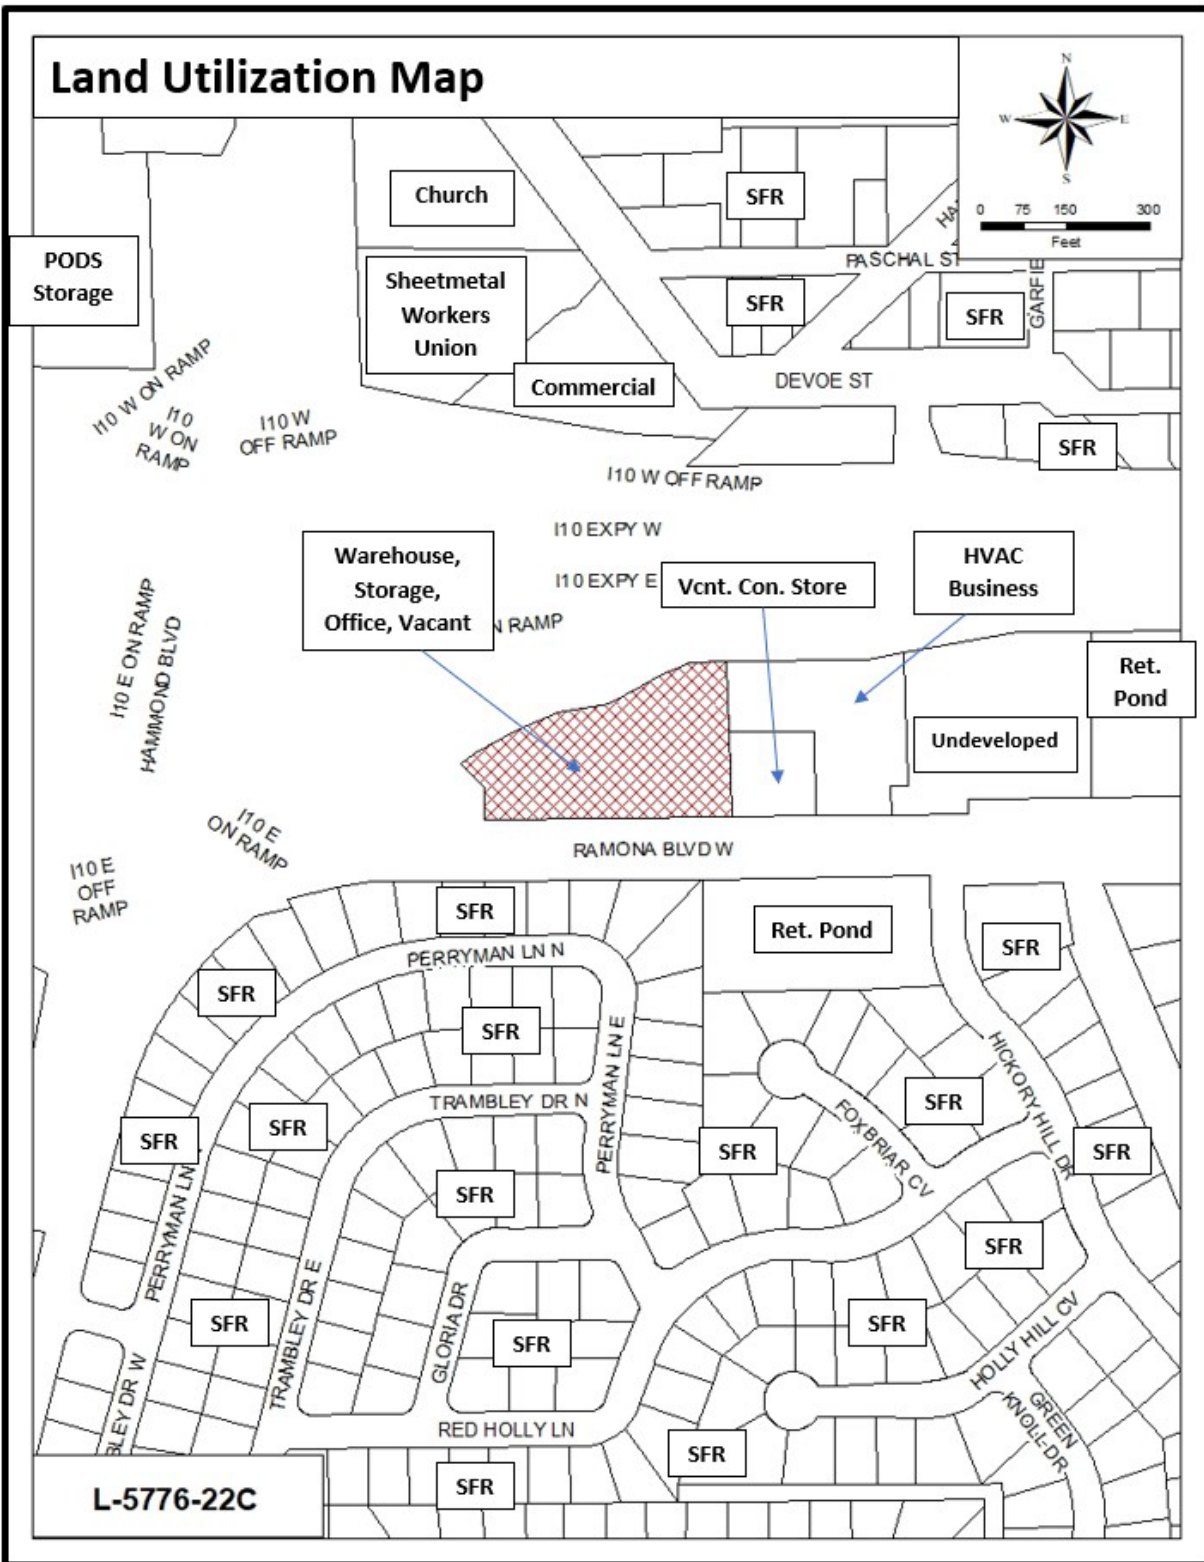 Land Utilization Map
N
W
E
S
0 75 150 300
Feet
Church
SFR
PASCHAL ST
PODS
Storage
Sheetmetal
Workers
Union
SFR
SFR
Commercial
DEVOE ST
I10 W ON RAMP
I10
W ON
RAMP
I10 W
OFF RAMP
SFR
I10 W OFF RAMP
I10 EXPY W
I10 EXPY E
Warehouse,
Storage,
Office, Vacant
N RAMP
Vcnt. Con. Store
HVAC
Business
I10 E ON RAMP
HAMMOND BLVD
Ret.
Pond
Undeveloped
I10 E
ON RAMP
RAMONA BLVD W
I10 E
OFF
RAMP
SFR
Ret. Pond
SFR
PERRYMAN LN N
SFR
SFR
PERRYMAN LN E
HICKORY HILL DR
TRAMBLEY DR N
SFR
FOXBRIAR CV
SFR
SFR
SFR
SFR
SFR
PERRYMAN LN
SFR
TRAMBLEY DR E
GLORIA DR
SFR
SFR
SFR
HOLLY HILL CV
BLEY DR W
GREEN
KNOLL DR
RED HOLLY LN
SFR
SFR
L-5776-22C